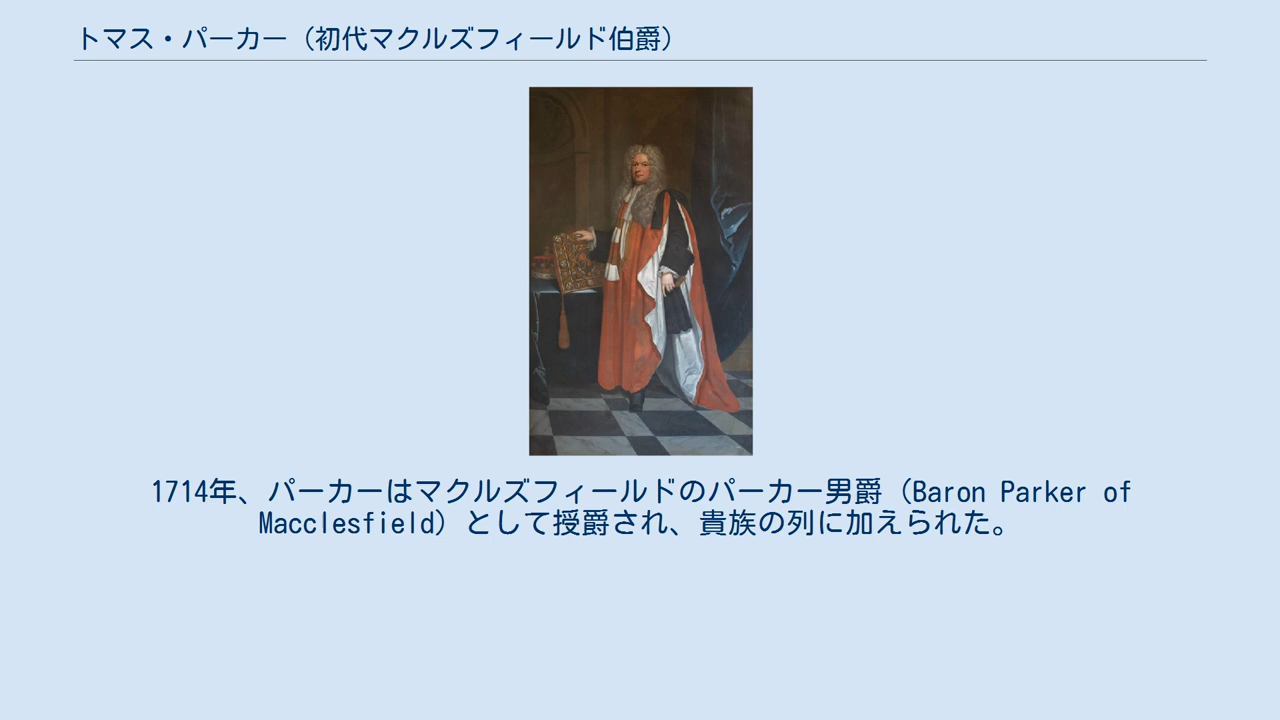 トマス・パーカー（初代マクルズフィールド伯爵）
1714年、パーカーはマクルズフィールドのパーカー男爵（Baron Parker of
Macclesfield）として授爵され、貴族の列に加えられた。